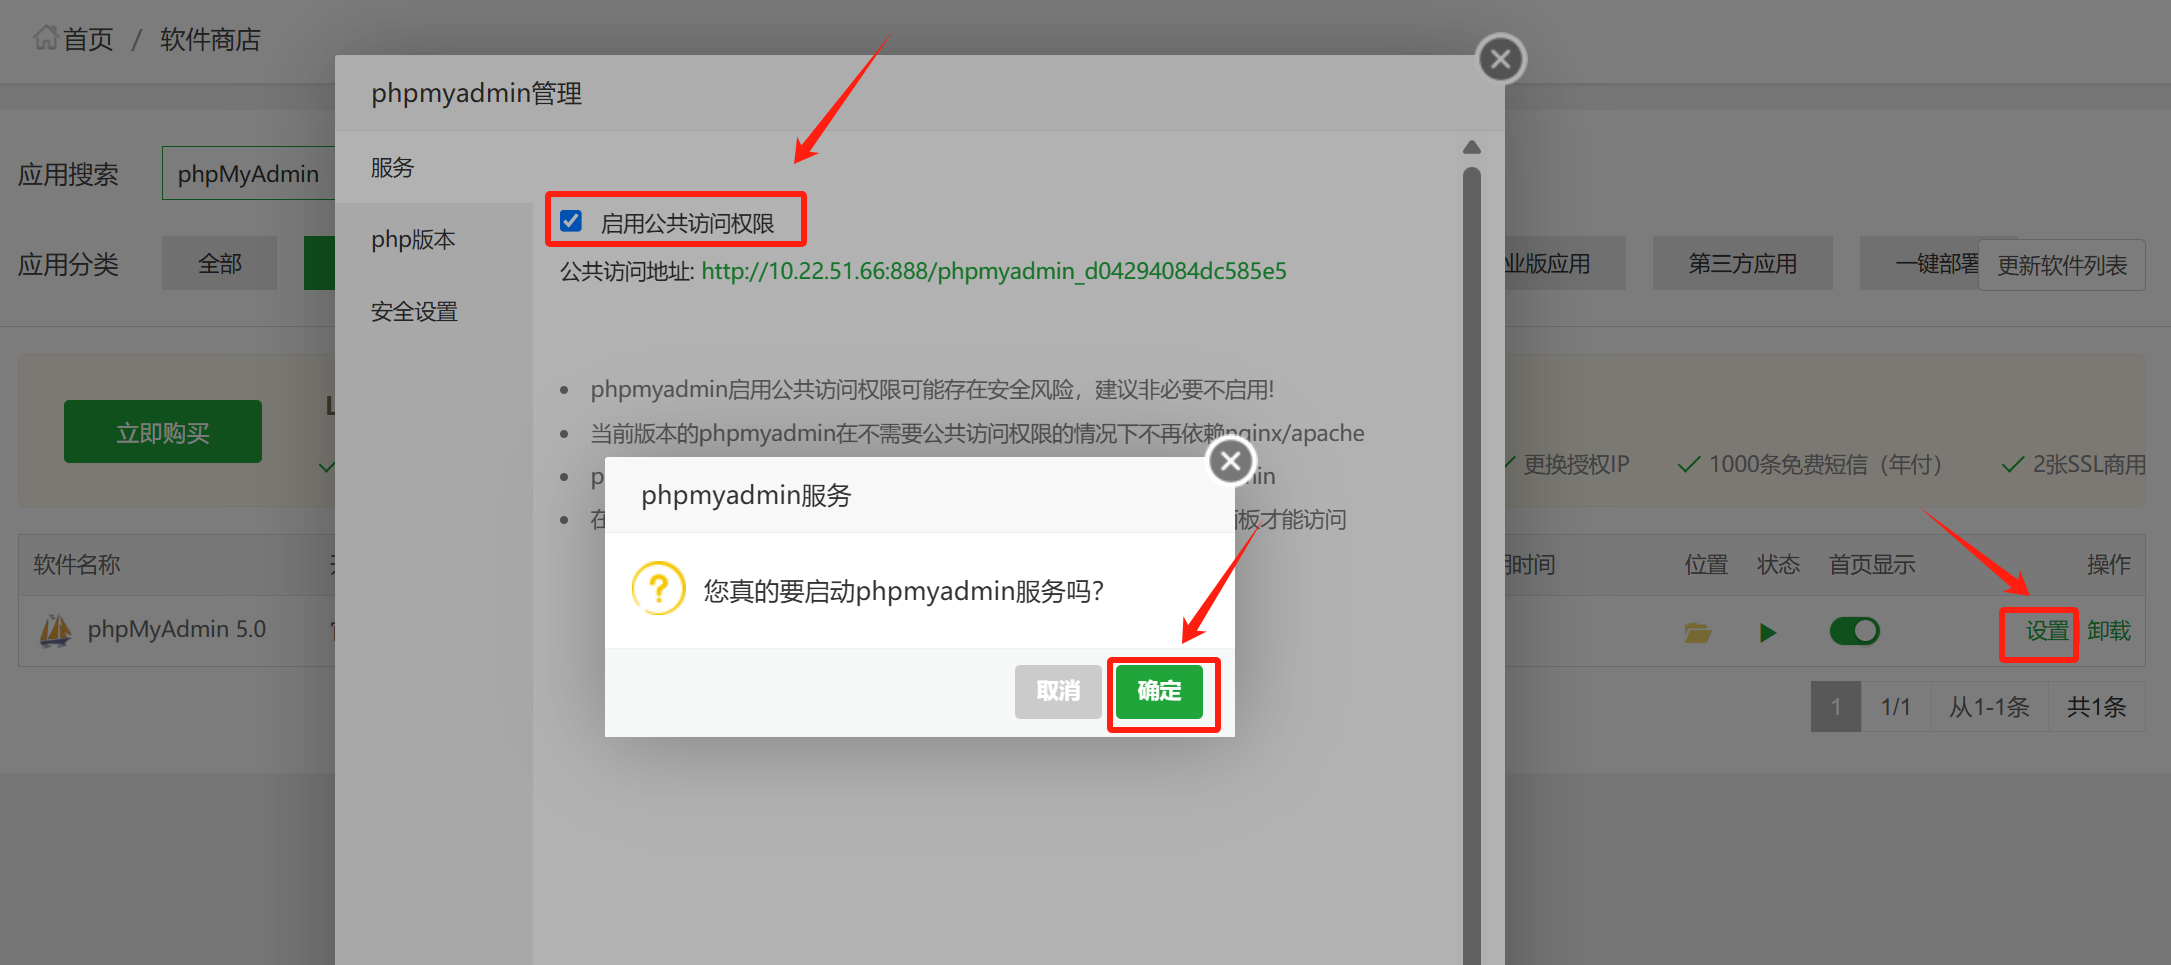 首页 / 软件商店
phpmyadmin管理
应用搜索 phpMyAdmin
服务
启用公共访问权限
php版本
公共访问地址: http://10.22.51.66:888/phpmyadmin_d04294084dc585e5
应用分类 全部 业版应用 第三方应用 一键部署 更新软件列表
安全设置
phpmyadmin启用公共访问权限可能存在安全风险，建议非必要不启用!
立即购买 L
当前版本的phpmyadmin在不需要公共访问权限的情况下不再依赖nginx/apache
更换授权IP 1000条免费短信（年付） 2张SSL商用
p in
phpmyadmin服务
在 面板才能访问
软件名称 时间 位置 状态 首页显示 操作
您真的要启动phpmyadmin服务吗?
phpMyAdmin 5.0 设置 卸载
取消 确定
1 1/1 从1-1条 共1条